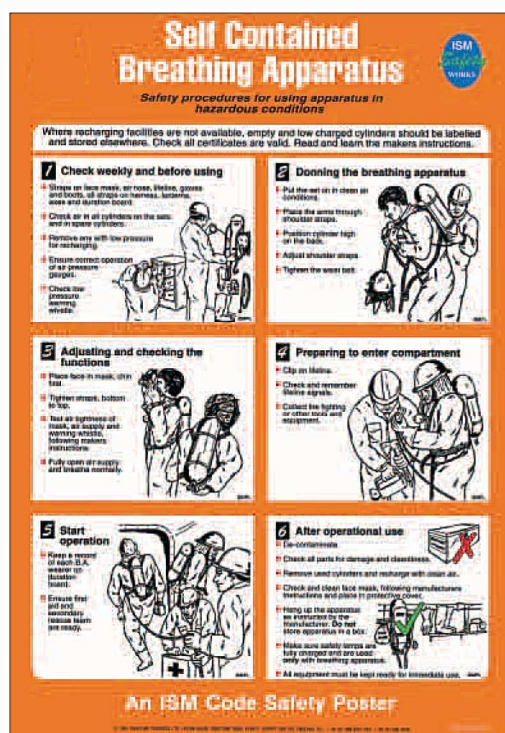 Self Contained
Breathing Apparatus
ISM
Safety
WORKS
Safety procedures for using apparatus in
hazardous conditions
Where recharging facilities are not available, empty and low charged cylinders should be labelled
and stored elsewhere. Check all certificates are valid. Read and learn the makers instructions.
1 Check weekly and before using
Straps on face mask, air hose, lifeline, gloves
and boots, all straps on harness, lanterns,
axes and duration board.
Check air in all cylinders on the sets
and in spare cylinders.
Remove any with low pressure
for recharging.
Ensure correct operation
of air pressure
gauges.
Check low
pressure
warning
whistle.
2 Donning the breathing apparatus
Put the set on in clean air
conditions.
Place the arms through
shoulder straps.
Position cylinder high
on the back.
Adjust shoulder straps.
Tighten the waist belt.
3 Adjusting and checking the
functions
Place face in mask, chin
first.
Tighten straps, bottom
to top.
Test air tightness of
mask, air supply and
warning whistle,
following makers
instructions.
Fully open air supply
and breathe normally.
4 Preparing to enter compartment
Clip on lifeline.
Check and remember
lifeline signals.
Collect fire fighting
or other tools and
equipment.
5 Start
operation
Keep a record
of each B.A.
wearer on
duration
board.
Ensure first
aid and
secondary
rescue team
are ready.
6 After operational use
De-contaminate.
Check all parts for damage and cleanliness.
Remove used cylinders and recharge with clean air.
Check and clean face mask, following manufacturers
instructions and place in protective cover.
Hang up the apparatus
as instructed by the
manufacturer. Do not
store apparatus in a box.
Make sure safety lamps are
fully charged and are used
only with breathing apparatus.
All equipment must be kept ready for immediate use.
An ISM Code Safety Poster